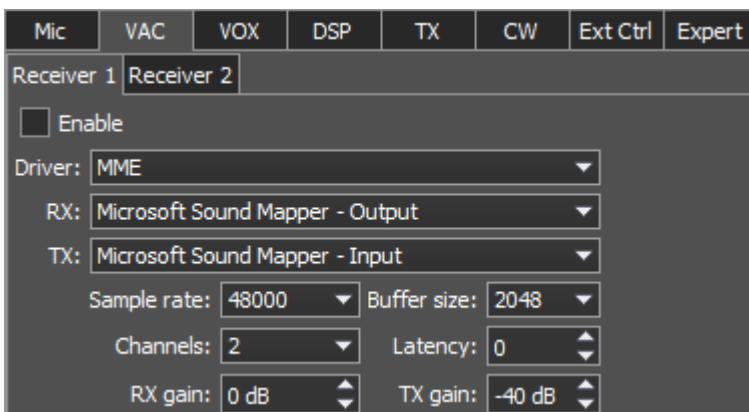 Mic VAC VOX DSP TX CW Ext Ctrl Expert
Receiver 1 Receiver 2
Enable
Driver: MME
RX: Microsoft Sound Mapper - Output
TX: Microsoft Sound Mapper - Input
Sample rate: 48000 Buffer size: 2048
Channels: 2 Latency: 0
RX gain: 0 dB TX gain: -40 dB